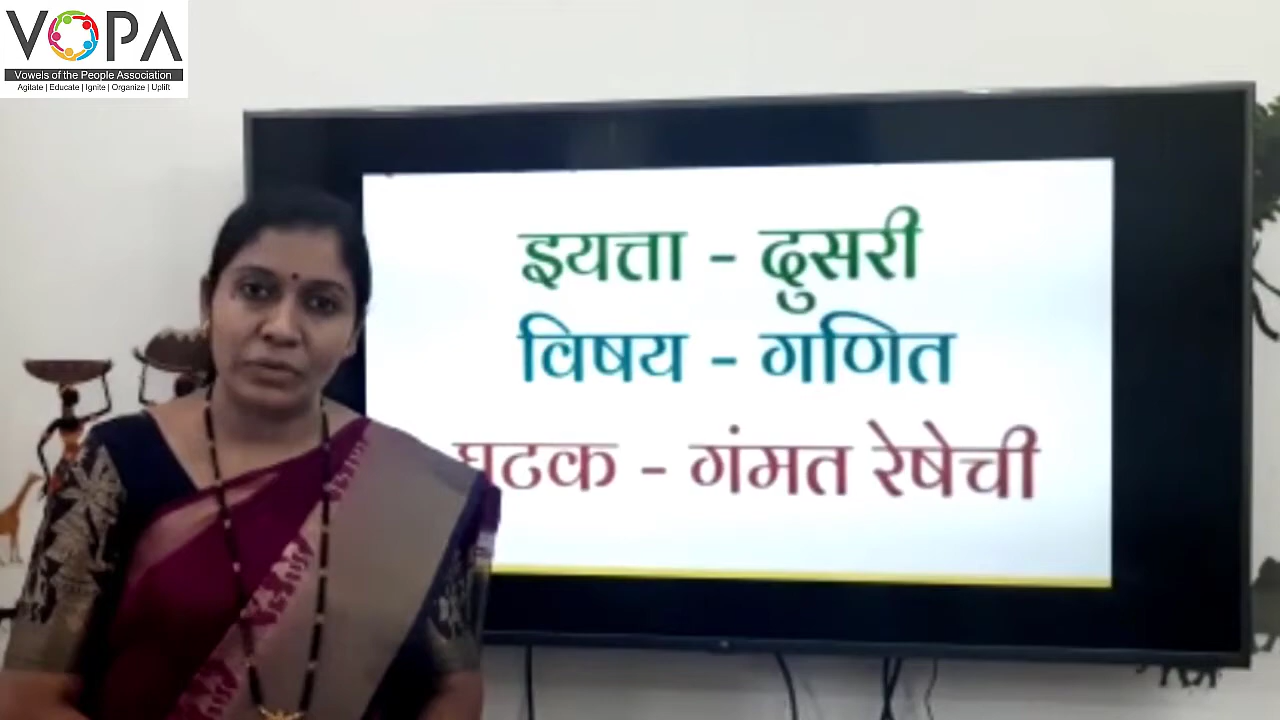 VOPA
Vowels of the People Association
Agitate | Educate | Ignite | Organize | Uplift
इयत्ता - दुसरी
विषय - गणित
घटक - गंमत रेषेची